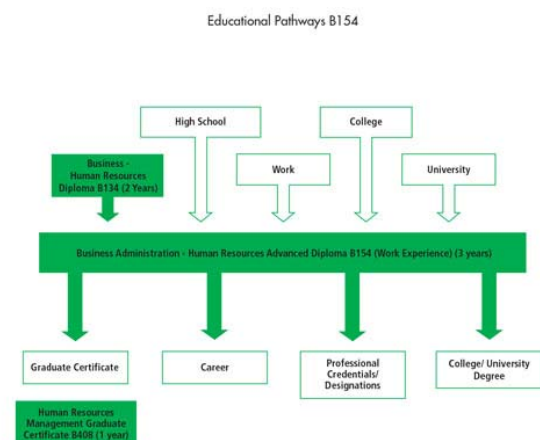 Educational Pathways B154
High School
College
Business -
Human Resources
Diploma B134 (2 Years)
Work
University
Business Administration - Human Resources Advanced Diploma B154 (Work Experience) (3 years)
Graduate Certificate
Career
Professional
Credentials/
Designations
College/ University
Degree
Human Resources
Management Graduate
Certificate B408 (1 year)